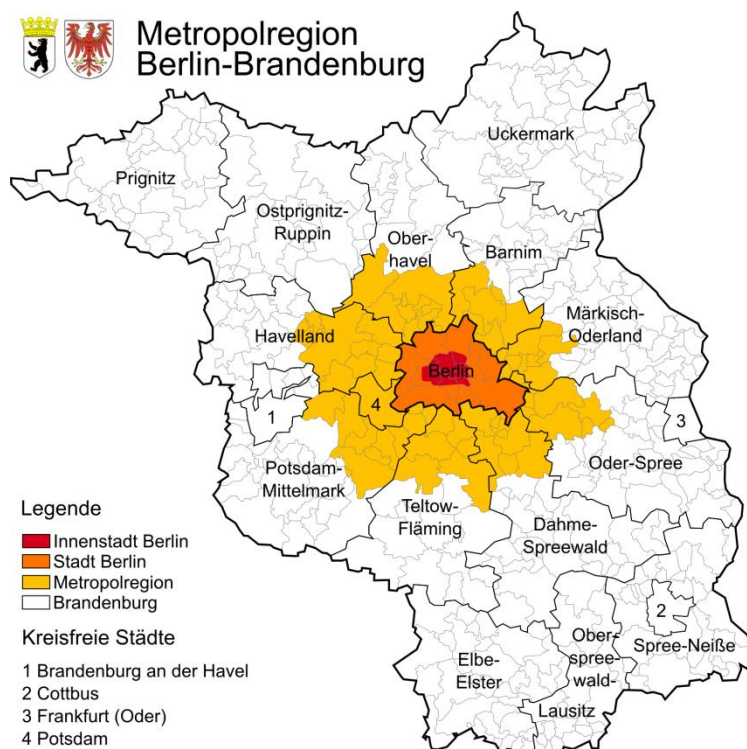 Metropolregion
Berlin-Brandenburg
Uckermark
Prignitz
Ostprignitz-
Ruppin
Ober-
havel
Barnim
Märkisch-
Oderland
Havelland
Berlin
4
1
3
Potsdam-
Mittelmark
Oder-Spree
Teltow-
Fläming
Dahme-
Spreewald
2
Spree-Neiße
Elbe-
Elster
Ober-
spree-
wald-
Lausitz
Legende
Innenstadt Berlin
Stadt Berlin
Metropolregion
Brandenburg
Kreisfreie Städte
1 Brandenburg an der Havel
2 Cottbus
3 Frankfurt (Oder)
4 Potsdam